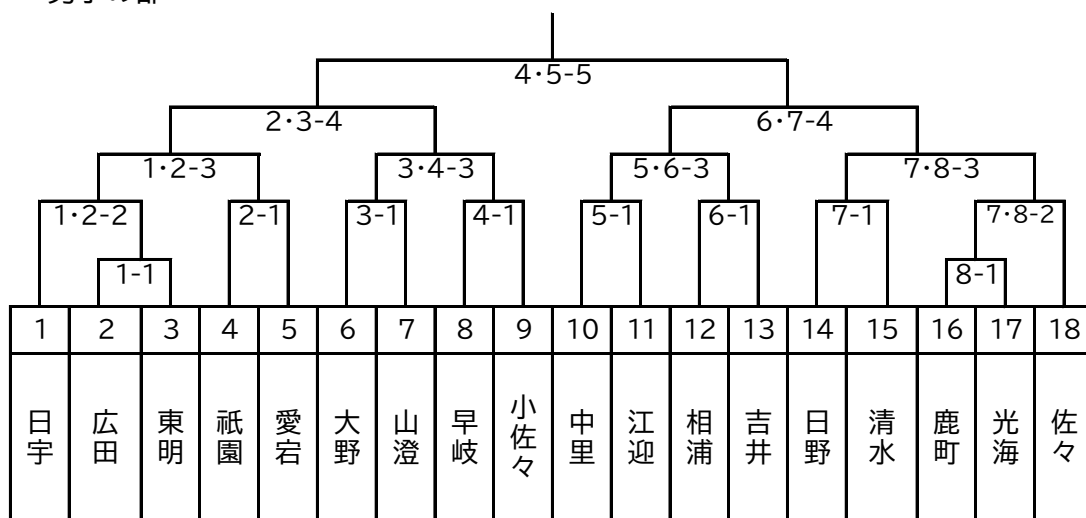 4・5-5
2・3-4 6・7-4
1・2-3 3・4-3 5・6-3 7・8-3
1・2-2 2-1 3-1 4-1 5-1 6-1 7-1 7・8-2
1-1 8-1
1 2 3 4 5 6 7 8 9 10 11 12 13 14 15 16 17 18
日宇 広田 東明 祇園 愛宕 大野 山澄 早岐 小佐々 中里 江迎 相浦 吉井 日野 清水 鹿町 光海 佐々